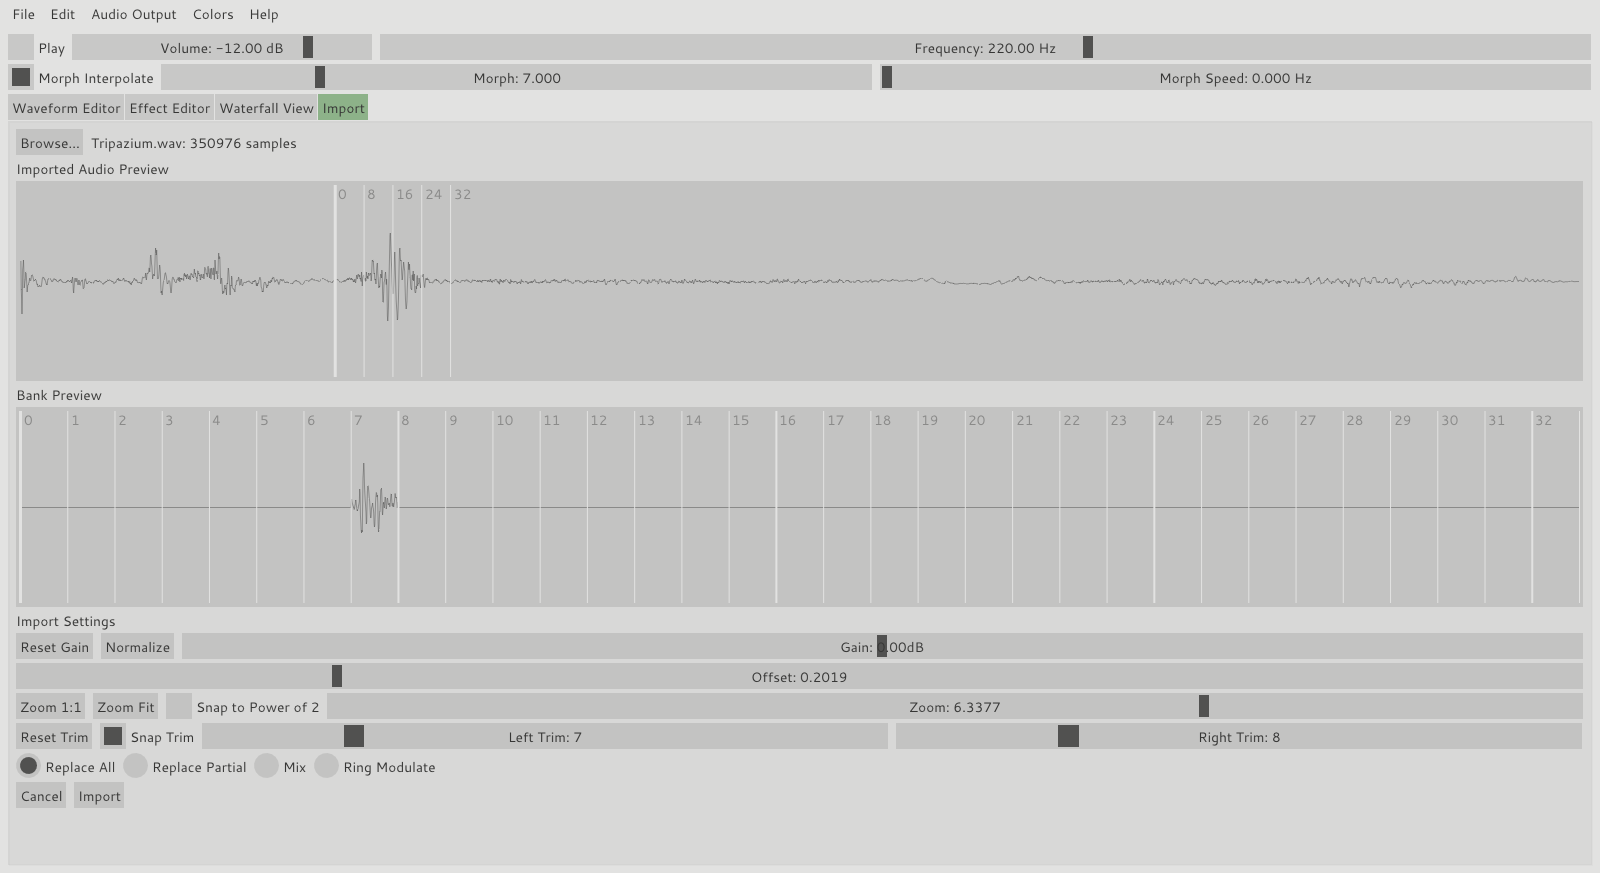 File Edit Audio Output Colors Help
Play Volume: -12.00 dB Frequency: 220.00 Hz
Morph Interpolate Morph: 7.000 Morph Speed: 0.000 Hz
Waveform Editor Effect Editor Waterfall View Import
Browse... Tripazium.wav: 350976 samples
Imported Audio Preview
0 8 16 24 32
Bank Preview
0 1 2 3 4 5 6 7 8 9 10 11 12 13 14 15 16 17 18 19 20 21 22 23 24 25 26 27 28 29 30 31 32
Import Settings
Reset Gain Normalize Gain: 0.00dB
Offset: 0.2019
Zoom 1:1 Zoom Fit Snap to Power of 2 Zoom: 6.3377
Reset Trim Snap Trim Left Trim: 7 Right Trim: 8
Replace All Replace Partial Mix Ring Modulate
Cancel Import